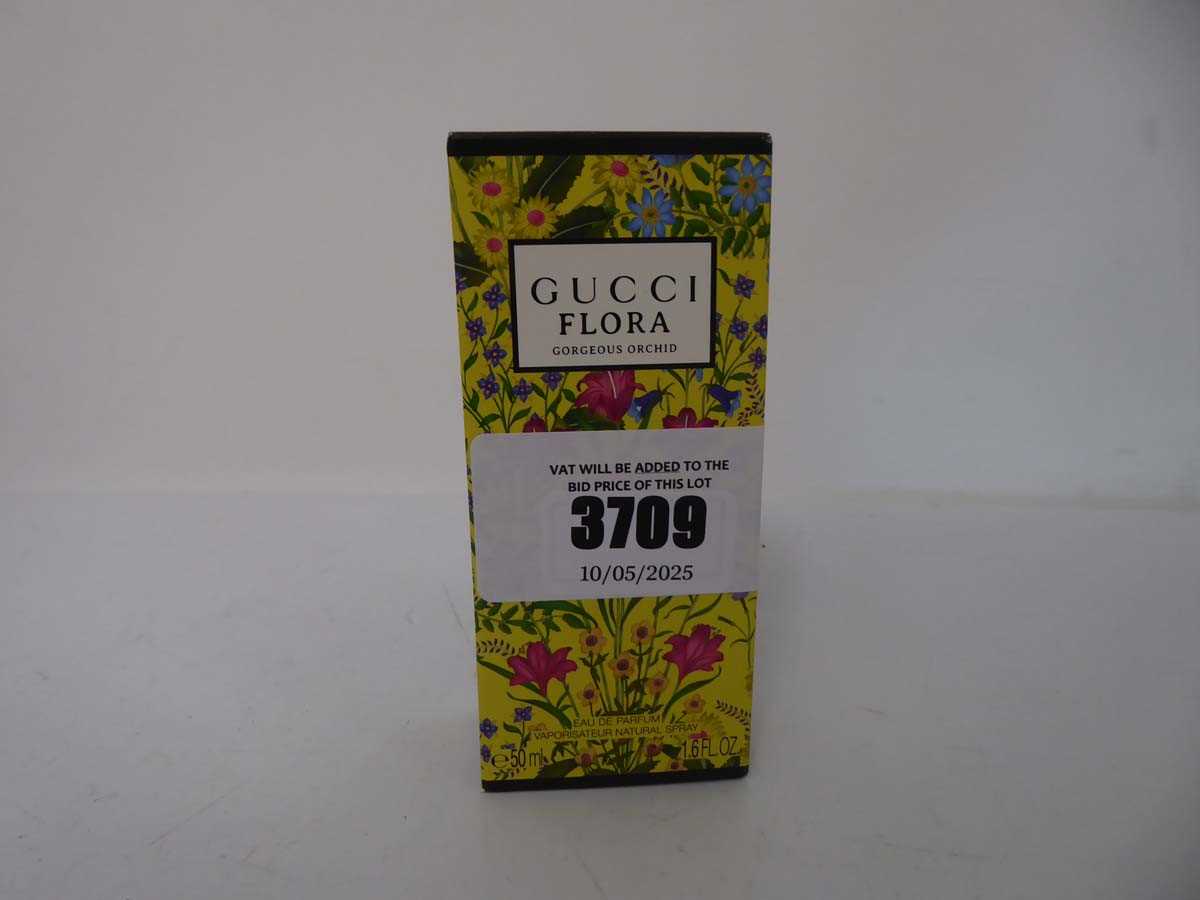 GUCCI
FLORA
GORGEOUS ORCHID
VAT WILL BE ADDED TO THE
BID PRICE OF THIS LOT
3709
10/05/2025
EAU DE PARFUM
VAPORISATEUR NATURAL SPRAY
℮50 ml 1.6 FL.OZ.